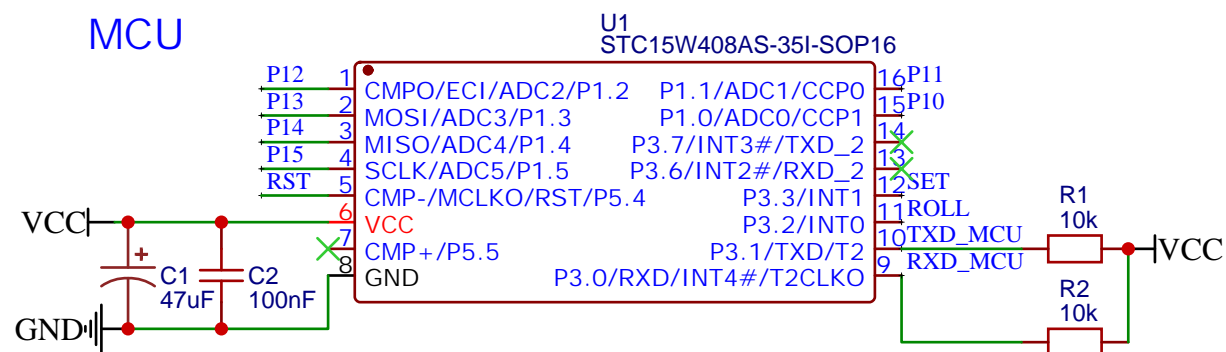 MCU
U1
STC15W408AS-35I-SOP16
P12 1 CMPO/ECI/ADC2/P1.2 P1.1/ADC1/CCP0 16 P11
P13 2 MOSI/ADC3/P1.3 P1.0/ADC0/CCP1 15 P10
P14 3 MISO/ADC4/P1.4 P3.7/INT3#/TXD_2 14
P15 4 SCLK/ADC5/P1.5 P3.6/INT2#/RXD_2 13
RST 5 CMP-/MCLKO/RST/P5.4 P3.3/INT1 12 SET
VCC 6 VCC P3.2/INT0 11 ROLL
7 CMP+/P5.5 P3.1/TXD/T2 10 TXD_MCU
8 GND P3.0/RXD/INT4#/T2CLKO 9 RXD_MCU
R1
10k
VCC
+
C1
47uF
C2
100nF
GND
R2
10k